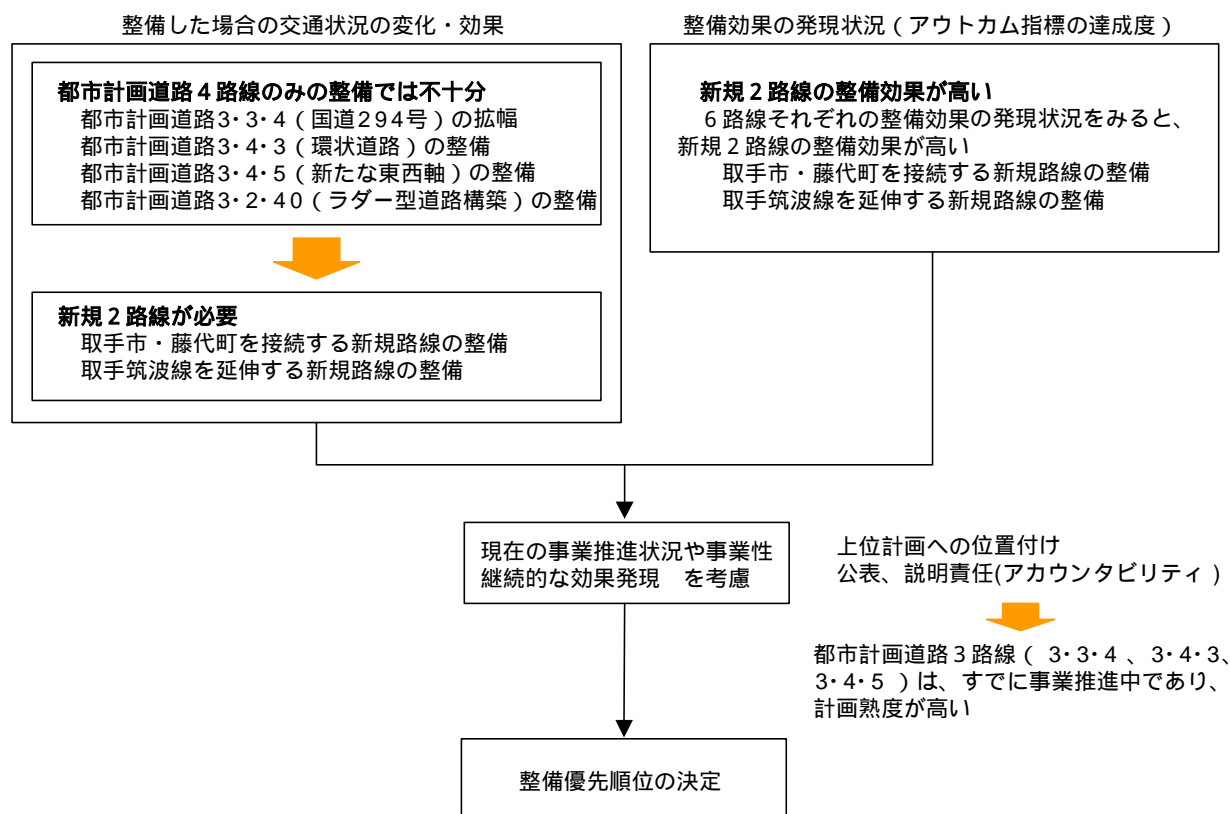 整備した場合の交通状況の変化・効果
都市計画道路４路線のみの整備では不十分
都市計画道路3･3･4（国道294号）の拡幅
都市計画道路3･4･3（環状道路）の整備
都市計画道路3･4･5（新たな東西軸）の整備
都市計画道路3･2･40（ラダー型道路構築）の整備
新規２路線が必要
取手市・藤代町を接続する新規路線の整備
取手筑波線を延伸する新規路線の整備
整備効果の発現状況（アウトカム指標の達成度）
新規２路線の整備効果が高い
６路線それぞれの整備効果の発現状況をみると、
新規２路線の整備効果が高い
取手市・藤代町を接続する新規路線の整備
取手筑波線を延伸する新規路線の整備
現在の事業推進状況や事業性
継続的な効果発現　を考慮
上位計画への位置付け
公表、説明責任(アカウンタビリティ）
都市計画道路３路線（ 3･3･4 、3･4･3、
3･4･5 ）は、すでに事業推進中であり、
計画熟度が高い
整備優先順位の決定